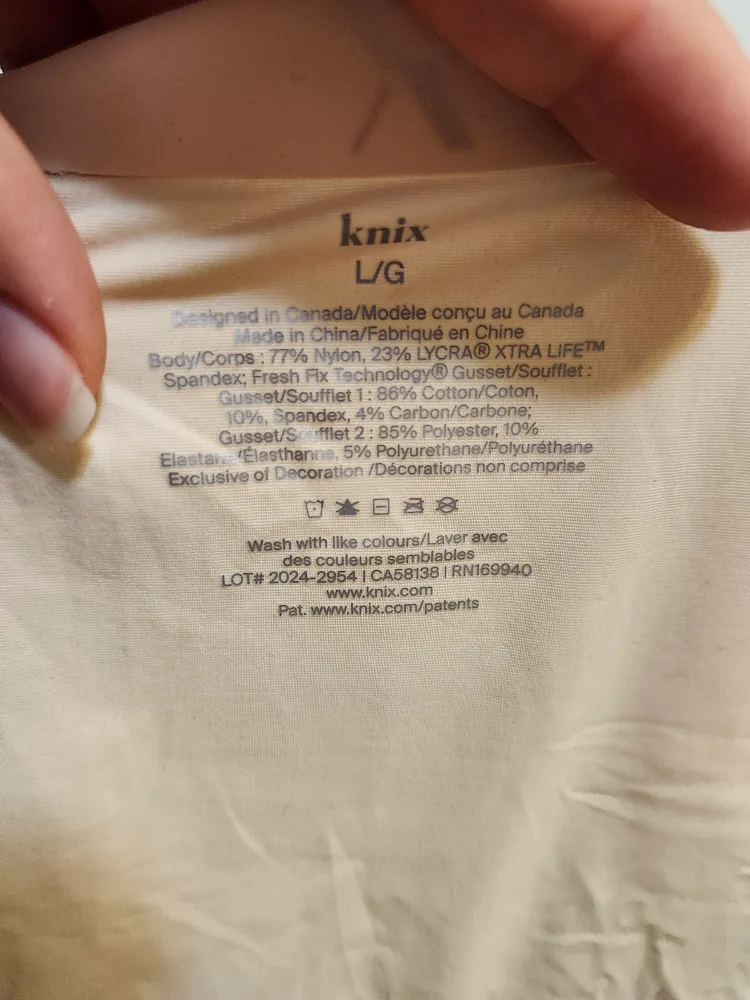 knix
L/G
Designed in Canada/Modèle conçu au Canada
Made in China/Fabriqué en Chine
Body/Corps : 77% Nylon, 23% LYCRA® XTRA LIFE™
Spandex; Fresh Fix Technology® Gusset/Soufflet :
Gusset/Soufflet 1 : 86% Cotton/Coton,
10%, Spandex, 4% Carbon/Carbone;
Gusset/Soufflet 2 : 85% Polyester, 10%
Elastane/Élasthanne, 5% Polyurethane/Polyuréthane
Exclusive of Decoration /Décorations non comprise
Wash with like colours/Laver avec
des couleurs semblables
LOT# 2024-2954 | CA58138 | RN169940
www.knix.com
Pat. www.knix.com/patents